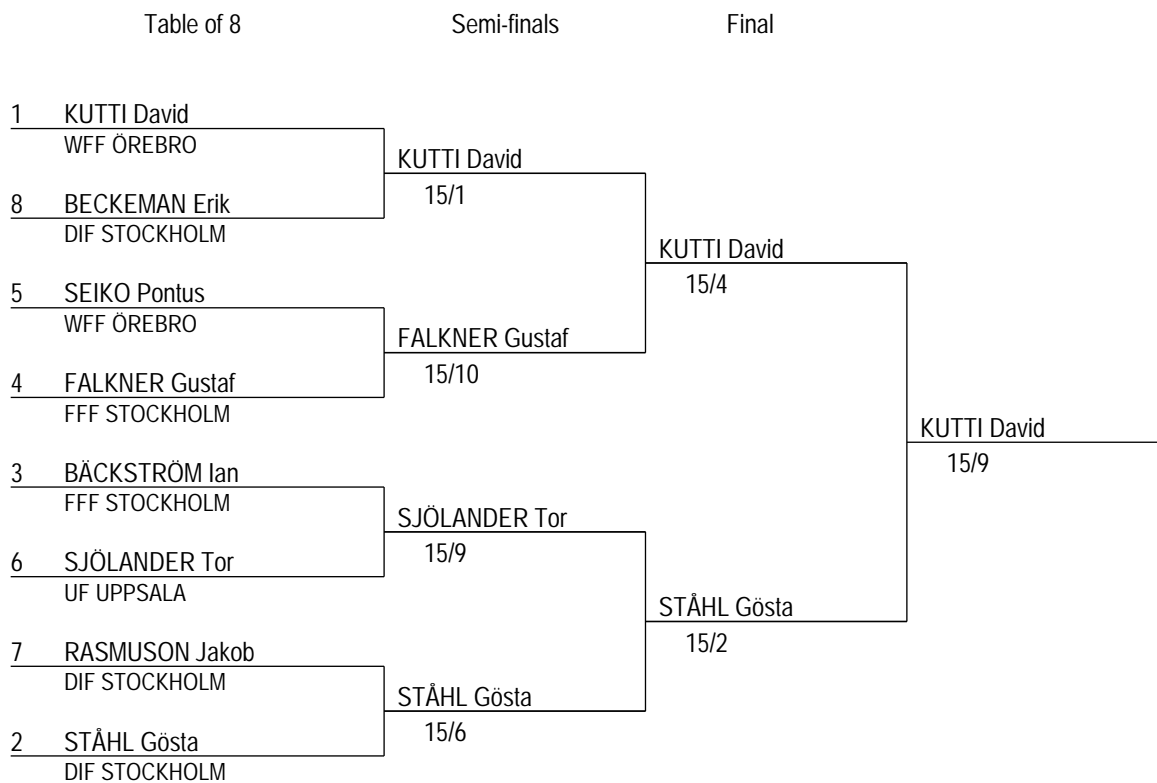 Table of 8 Semi-finals Final
1 KUTTI David
WFF ÖREBRO
KUTTI David
15/1
8 BECKEMAN Erik
DIF STOCKHOLM
KUTTI David
15/4
5 SEIKO Pontus
WFF ÖREBRO
FALKNER Gustaf
15/10
4 FALKNER Gustaf
FFF STOCKHOLM
KUTTI David
15/9
3 BÄCKSTRÖM Ian
FFF STOCKHOLM
SJÖLANDER Tor
15/9
6 SJÖLANDER Tor
UF UPPSALA
STÅHL Gösta
15/2
7 RASMUSON Jakob
DIF STOCKHOLM
STÅHL Gösta
15/6
2 STÅHL Gösta
DIF STOCKHOLM